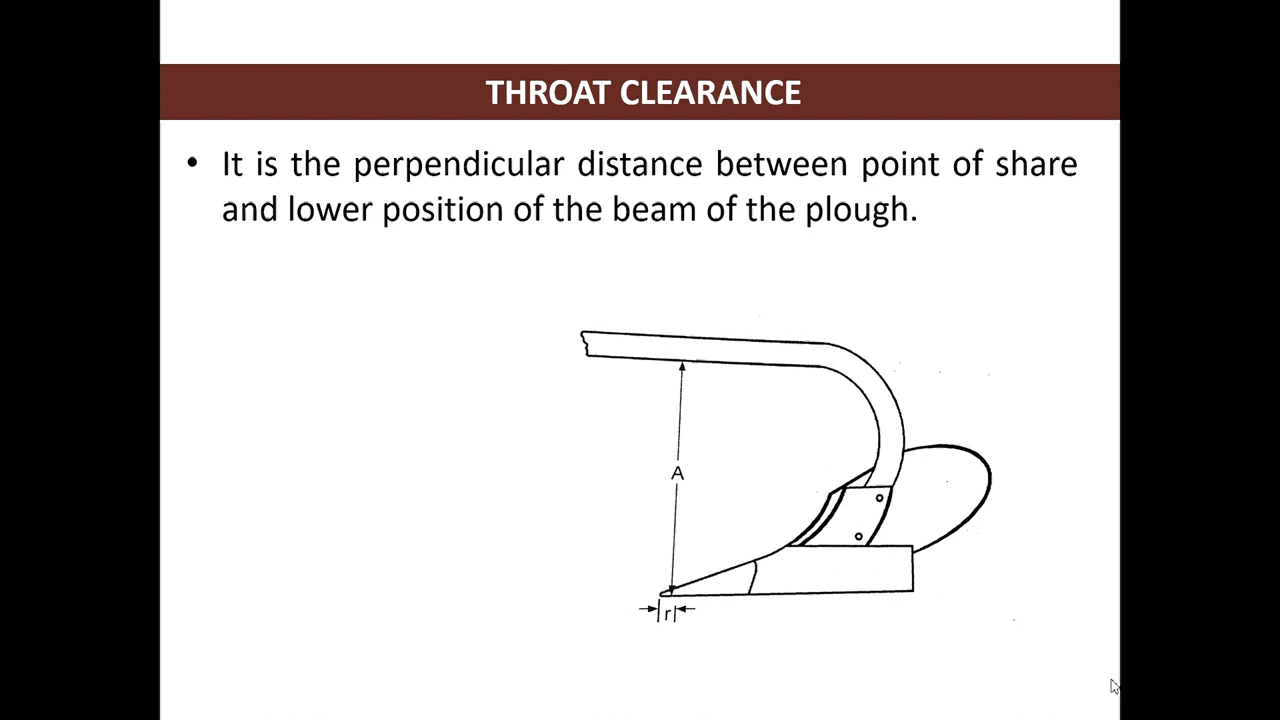 THROAT CLEARANCE
• It is the perpendicular distance between point of share
and lower position of the beam of the plough.
A
r